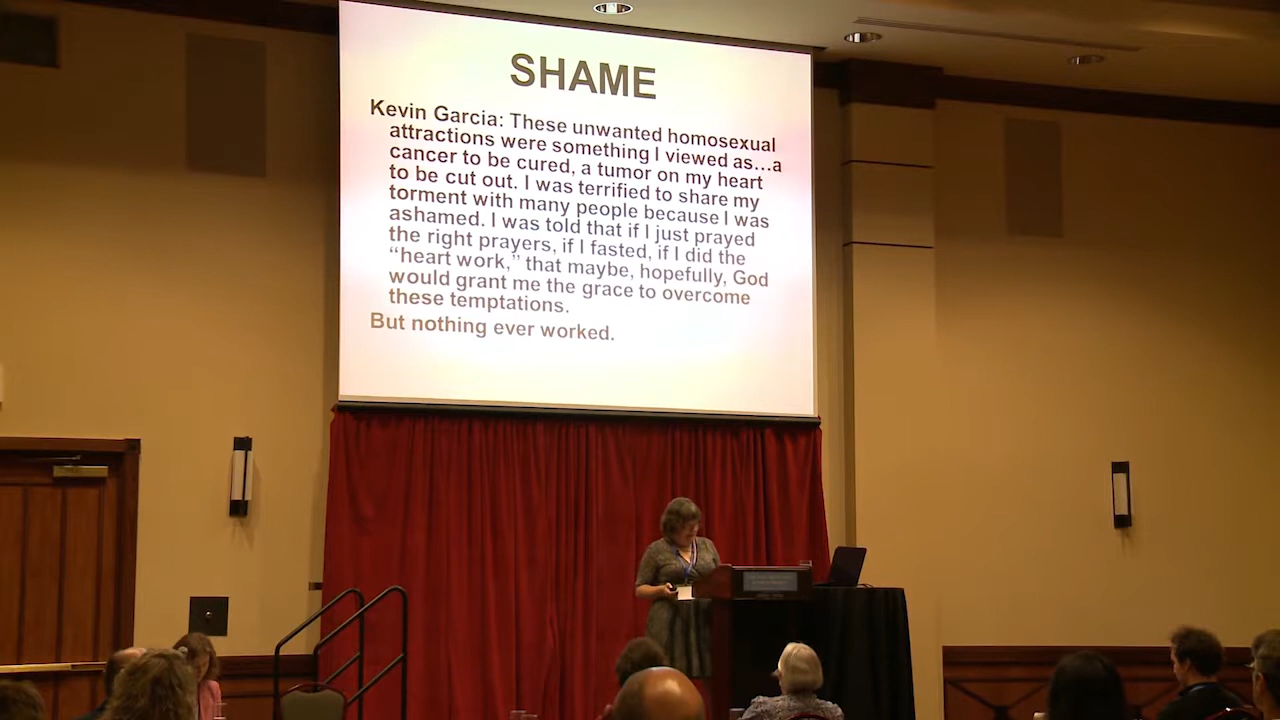 SHAME
Kevin Garcia: These unwanted homosexual
attractions were something I viewed as...a
cancer to be cured, a tumor on my heart
to be cut out. I was terrified to share my
torment with many people because I was
ashamed. I was told that if I just prayed
the right prayers, if I fasted, if I did the
“heart work,” that maybe, hopefully, God
would grant me the grace to overcome
these temptations.
But nothing ever worked.